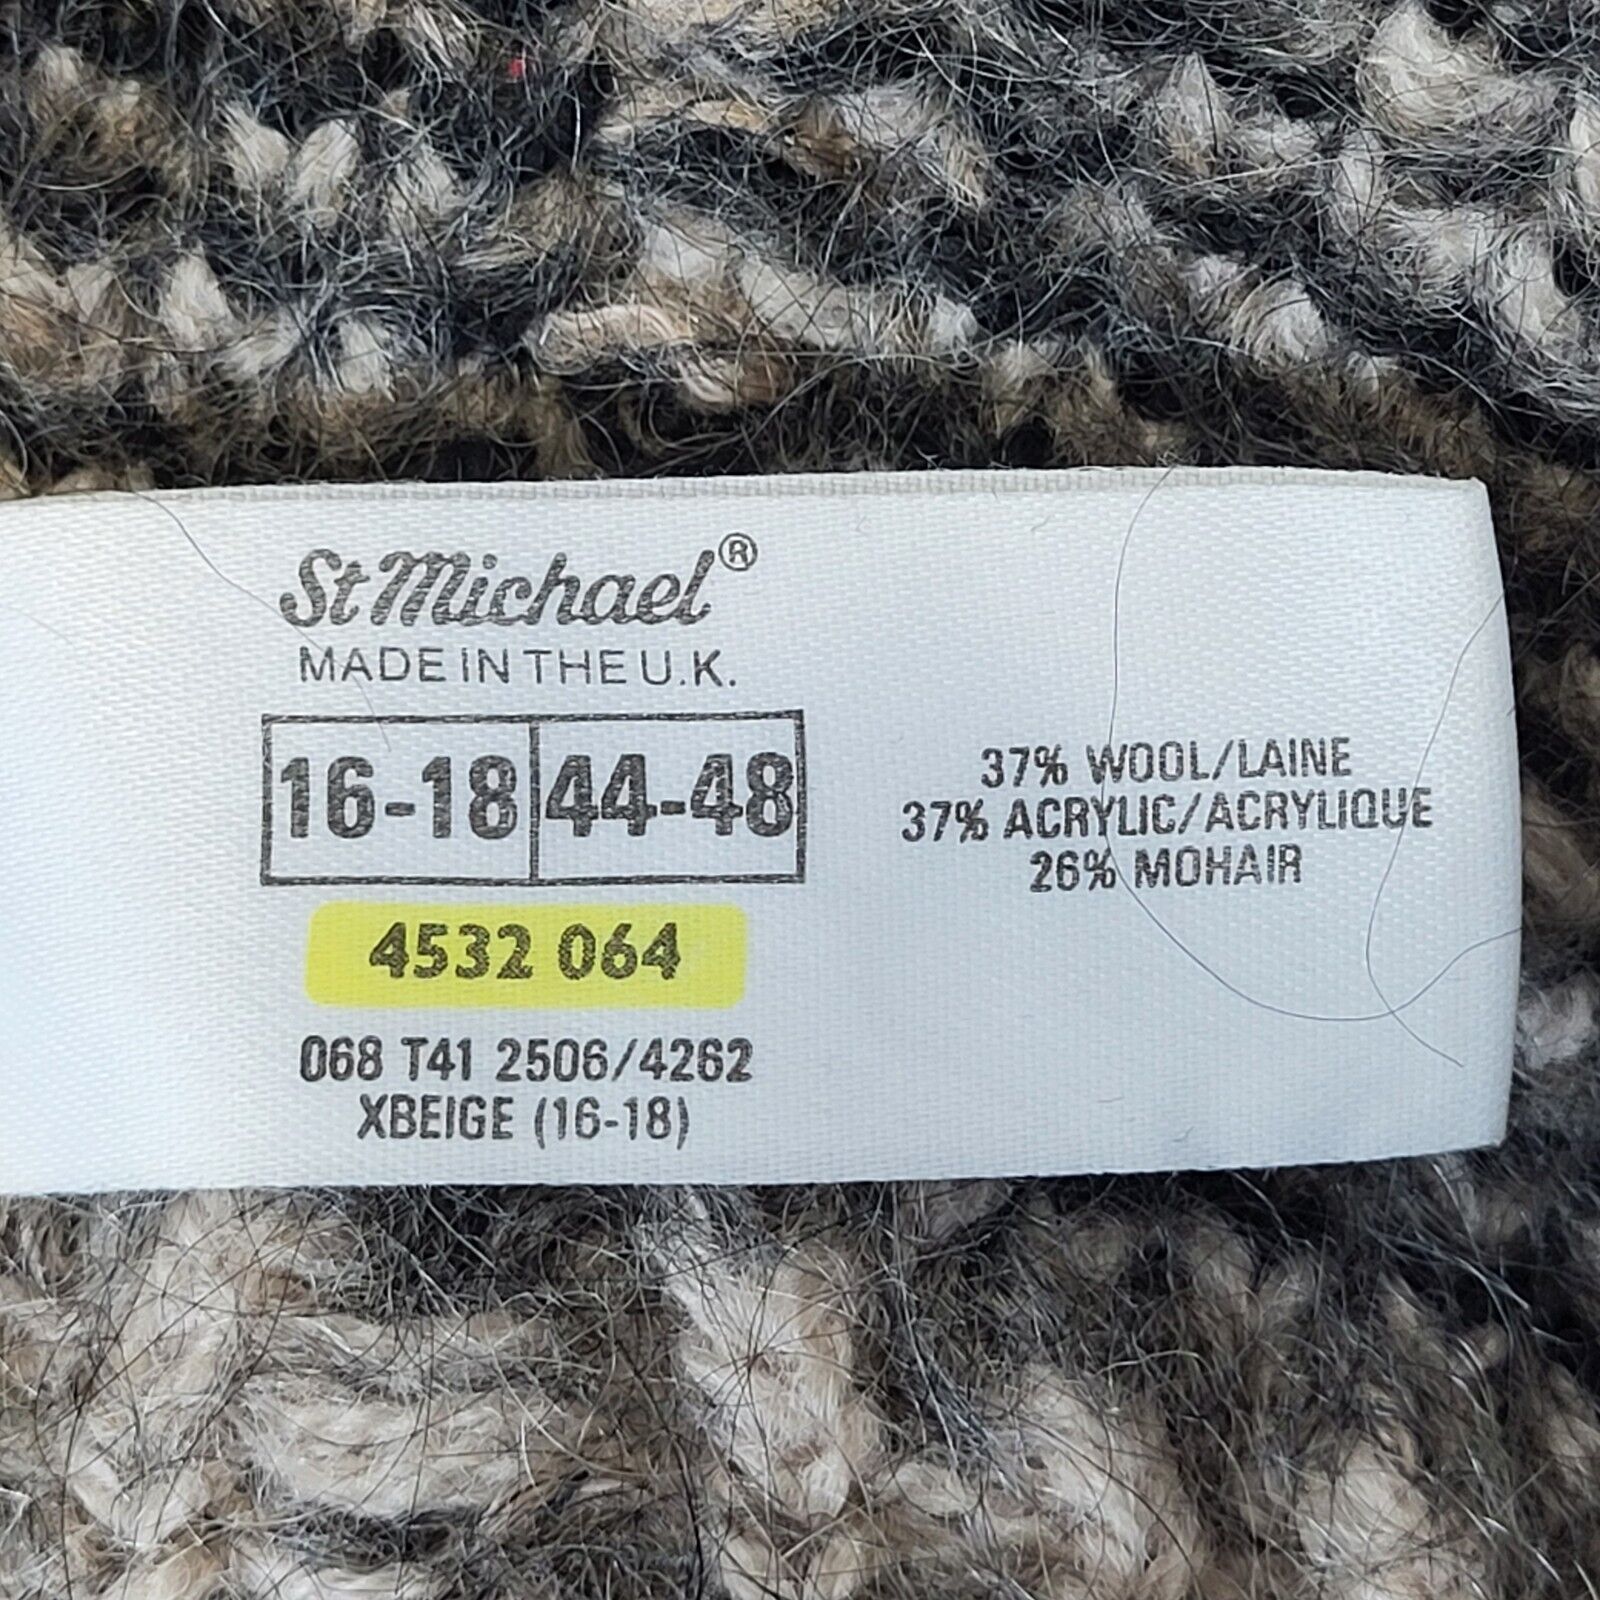 St Michael®
MADE IN THE U.K.
16-18 44-48
4532 064
068 T41 2506/4262
XBEIGE (16-18)
37% WOOL/LAINE
37% ACRYLIC/ACRYLIQUE
26% MOHAIR